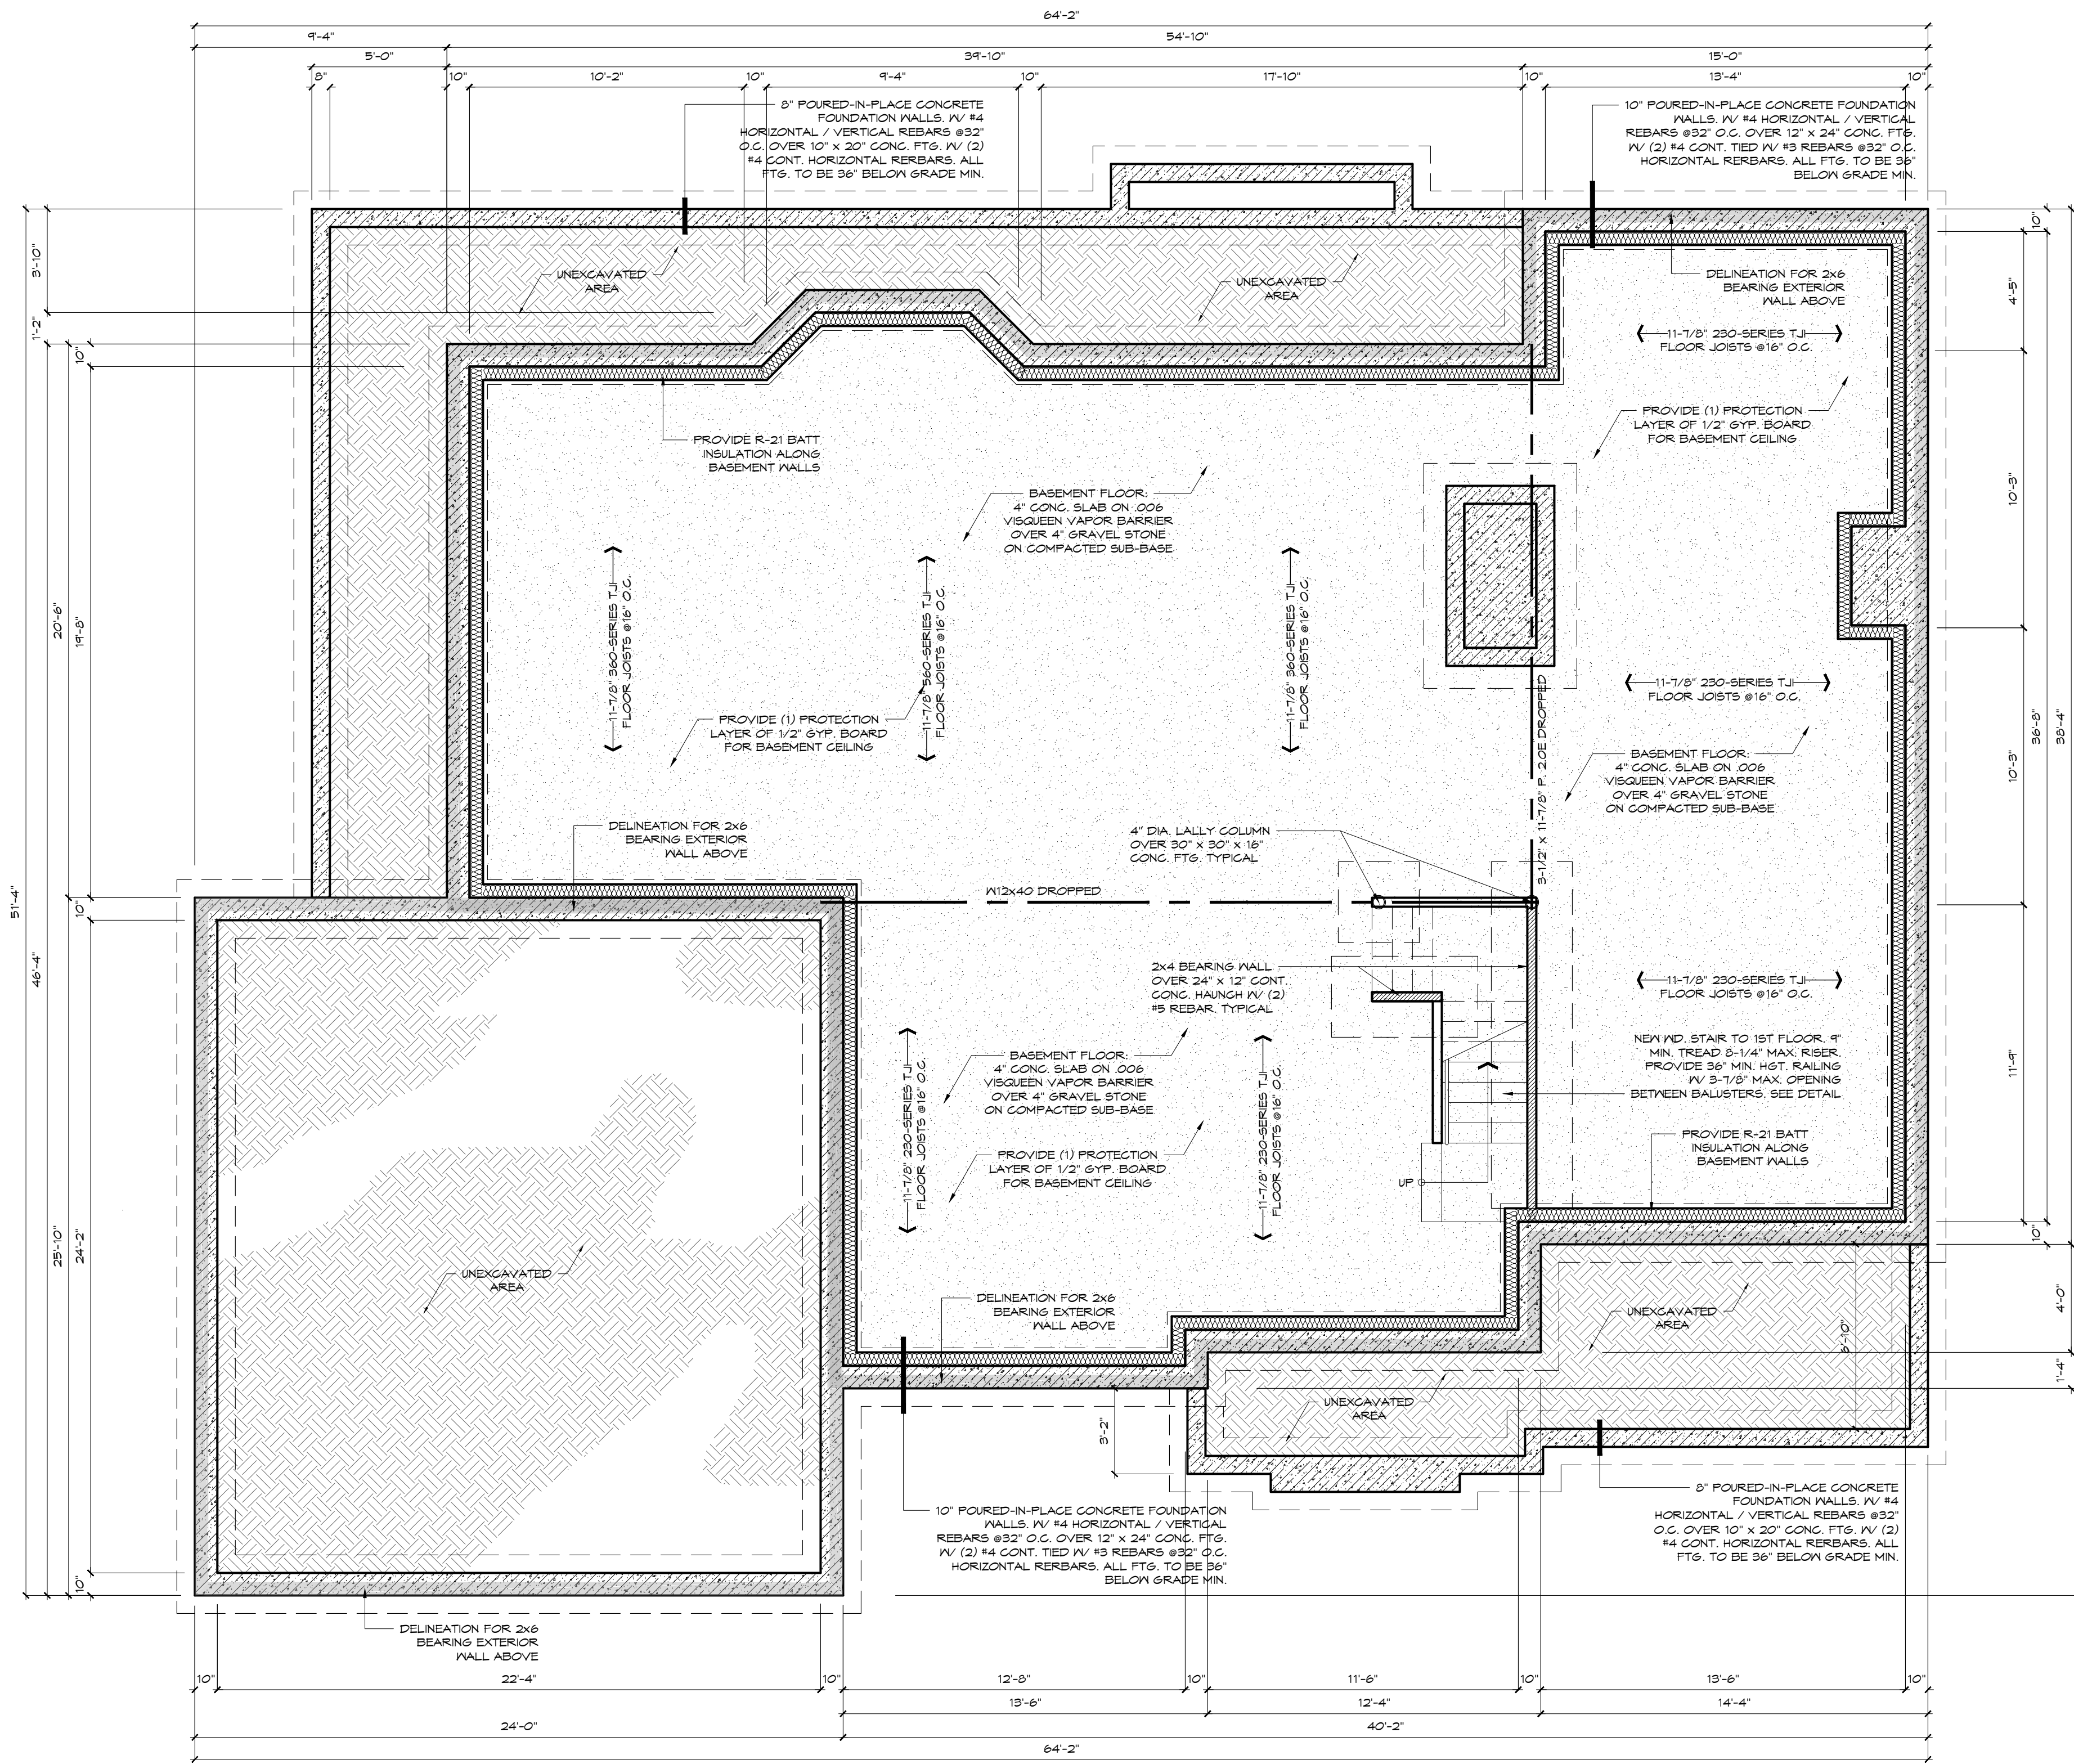 64'-2"
9'-4"
54'-10"
5'-0"
39'-10"
15'-0"
8"
10"
10'-2"
10"
9'-4"
10"
17'-10"
10"
13'-4"
10"
8" POURED-IN-PLACE CONCRETE
FOUNDATION WALLS. W/ #4
HORIZONTAL / VERTICAL REBARS @32"
O.C. OVER 10" x 20" CONC. FTG. W/ (2)
#4 CONT. HORIZONTAL RERBARS. ALL
FTG. TO BE 36" BELOW GRADE MIN.
10" POURED-IN-PLACE CONCRETE FOUNDATION
WALLS. W/ #4 HORIZONTAL / VERTICAL
REBARS @32" O.C. OVER 12" x 24" CONC. FTG.
W/ (2) #4 CONT. TIED W/ #3 REBARS @32" O.C.
HORIZONTAL RERBARS. ALL FTG. TO BE 36"
BELOW GRADE MIN.
UNEXCAVATED
AREA
UNEXCAVATED
AREA
DELINEATION FOR 2x6
BEARING EXTERIOR
WALL ABOVE
11-7/8" 230-SERIES TJI
FLOOR JOISTS @16" O.C.
PROVIDE (1) PROTECTION
LAYER OF 1/2" GYP. BOARD
FOR BASEMENT CEILING
PROVIDE R-21 BATT
INSULATION ALONG
BASEMENT WALLS
BASEMENT FLOOR:
4" CONC. SLAB ON .006
VISQUEEN VAPOR BARRIER
OVER 4" GRAVEL STONE
ON COMPACTED SUB-BASE
11-7/8" 360-SERIES TJI
FLOOR JOISTS @16" O.C.
11-7/8" 360-SERIES TJI
FLOOR JOISTS @16" O.C.
11-7/8" 360-SERIES TJI
FLOOR JOISTS @16" O.C.
PROVIDE (1) PROTECTION
LAYER OF 1/2" GYP. BOARD
FOR BASEMENT CEILING
11-7/8" 230-SERIES TJI
FLOOR JOISTS @16" O.C.
3-1/2" x 11-7/8" P. 2.0E DROPPED
BASEMENT FLOOR:
4" CONC. SLAB ON .006
VISQUEEN VAPOR BARRIER
OVER 4" GRAVEL STONE
ON COMPACTED SUB-BASE
DELINEATION FOR 2x6
BEARING EXTERIOR
WALL ABOVE
4" DIA. LALLY COLUMN
OVER 30" x 30" x 16"
CONC. FTG. TYPICAL
W12x40 DROPPED
2x4 BEARING WALL
OVER 24" x 12" CONT.
CONC. HAUNCH W/ (2)
#5 REBAR. TYPICAL
11-7/8" 230-SERIES TJI
FLOOR JOISTS @16" O.C.
NEW WD. STAIR TO 1ST FLOOR. 9"
MIN. TREAD 8-1/4" MAX. RISER.
PROVIDE 36" MIN. HGT. RAILING
W/ 3-7/8" MAX. OPENING
BETWEEN BALUSTERS. SEE DETAIL
11-7/8" 230-SERIES TJI
FLOOR JOISTS @16" O.C.
BASEMENT FLOOR:
4" CONC. SLAB ON .006
VISQUEEN VAPOR BARRIER
OVER 4" GRAVEL STONE
ON COMPACTED SUB-BASE
11-7/8" 230-SERIES TJI
FLOOR JOISTS @16" O.C.
PROVIDE R-21 BATT
INSULATION ALONG
BASEMENT WALLS
PROVIDE (1) PROTECTION
LAYER OF 1/2" GYP. BOARD
FOR BASEMENT CEILING
UP
UNEXCAVATED
AREA
DELINEATION FOR 2x6
BEARING EXTERIOR
WALL ABOVE
UNEXCAVATED
AREA
UNEXCAVATED
AREA
6'-10"
3'-2"
10" POURED-IN-PLACE CONCRETE FOUNDATION
WALLS. W/ #4 HORIZONTAL / VERTICAL
REBARS @32" O.C. OVER 12" x 24" CONC. FTG.
W/ (2) #4 CONT. TIED W/ #3 REBARS @32" O.C.
HORIZONTAL RERBARS. ALL FTG. TO BE 36"
BELOW GRADE MIN.
8" POURED-IN-PLACE CONCRETE
FOUNDATION WALLS. W/ #4
HORIZONTAL / VERTICAL REBARS @32"
O.C. OVER 10" x 20" CONC. FTG. W/ (2)
#4 CONT. HORIZONTAL RERBARS. ALL
FTG. TO BE 36" BELOW GRADE MIN.
DELINEATION FOR 2x6
BEARING EXTERIOR
WALL ABOVE
3'-10"
1'-2"
10"
20'-6"
19'-8"
10"
51'-4"
46'-4"
25'-10"
24'-2"
10"
10"
4'-5"
10'-3"
36'-8"
38'-4"
10'-3"
11'-9"
10"
4'-0"
1'-4"
10"
22'-4"
10"
12'-8"
10"
11'-6"
10"
13'-6"
10"
13'-6"
12'-4"
14'-4"
24'-0"
40'-2"
64'-2"